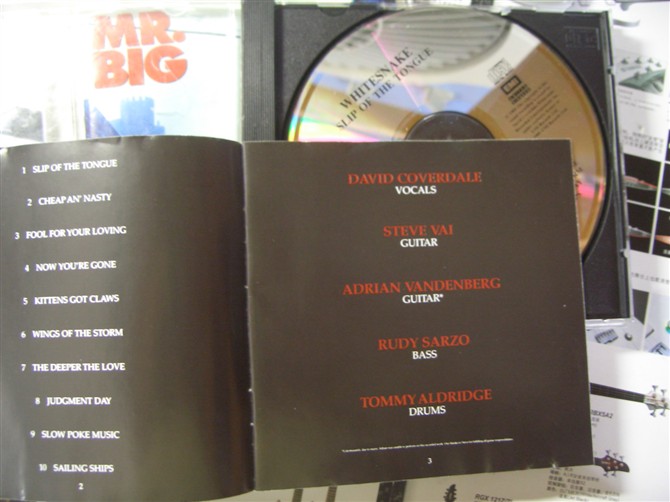 MR.
BIG
WHITESNAKE
SLIP OF THE TONGUE
1 SLIP OF THE TONGUE
2 CHEAP AN' NASTY
3 FOOL FOR YOUR LOVING
4 NOW YOU'RE GONE
5 KITTENS GOT CLAWS
6 WINGS OF THE STORM
7 THE DEEPER THE LOVE
8 JUDGMENT DAY
9 SLOW POKE MUSIC
10 SAILING SHIPS
2
DAVID COVERDALE
VOCALS
STEVE VAI
GUITAR
ADRIAN VANDENBERG
GUITAR*
RUDY SARZO
BASS
TOMMY ALDRIDGE
DRUMS
3